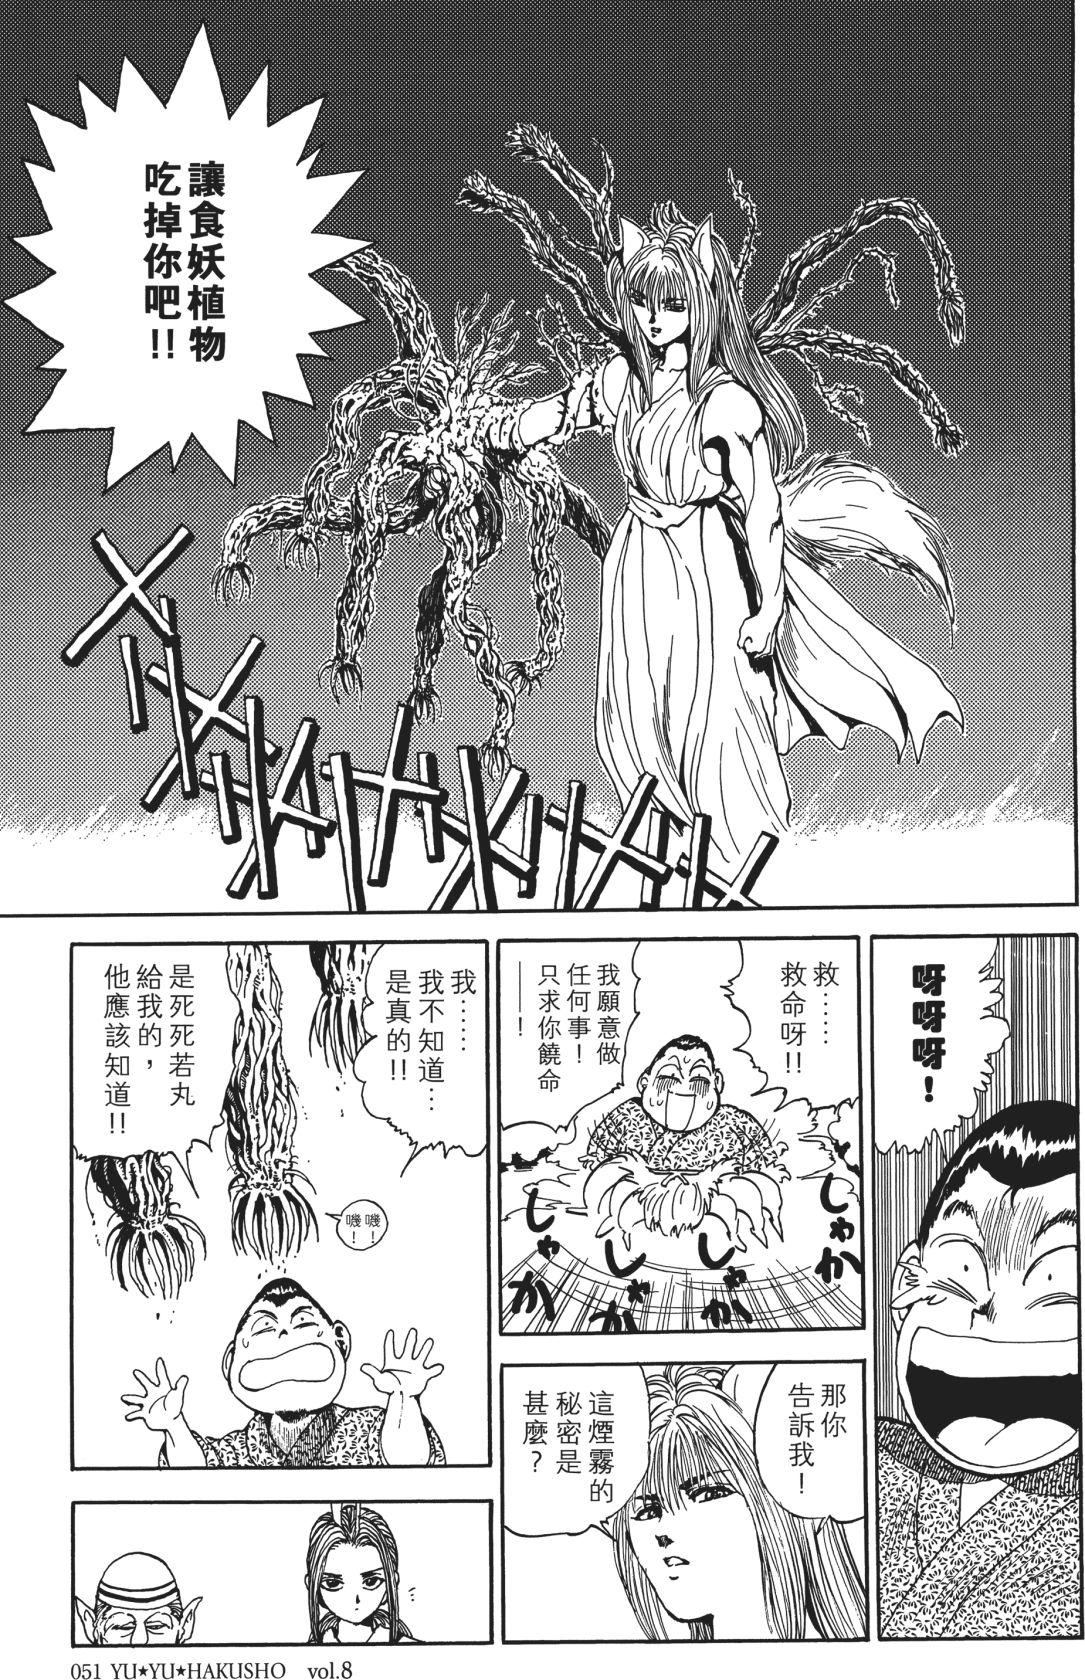 讓食妖植物
吃掉你吧!!
呀呀呀!
救……
救命呀!!
我願意做
任何事！
只求你饒命
——！
しゃか
しゃか
しゃか
しゃか
那你
告訴我！
這煙霧的
秘密是
甚麼？
我……
我不知道…
是真的!!
嘰！
嘰！
是死死若丸
給我的，
他應該知道!!
051 YU★YU★HAKUSHO vol.8